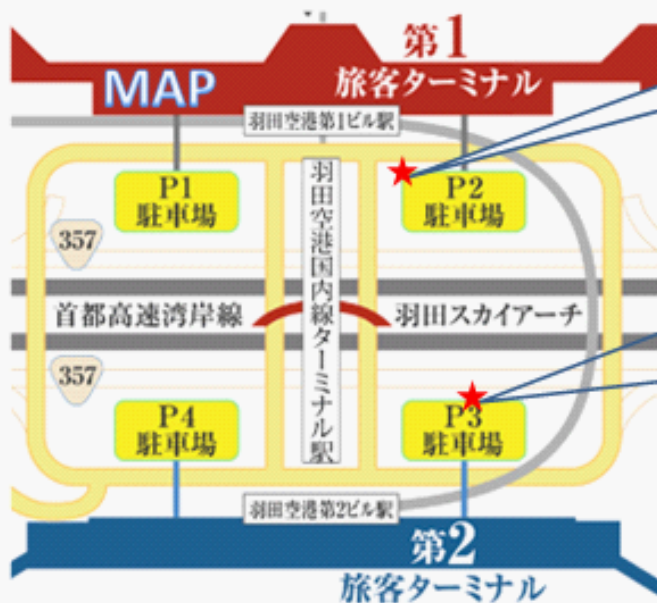 第1
旅客ターミナル
MAP
羽田空港第1ビル駅
P1
駐車場
P2
駐車場
羽田空港国内線ターミナル駅
357
首都高速湾岸線
羽田スカイアーチ
357
P4
駐車場
P3
駐車場
羽田空港第2ビル駅
第2
旅客ターミナル